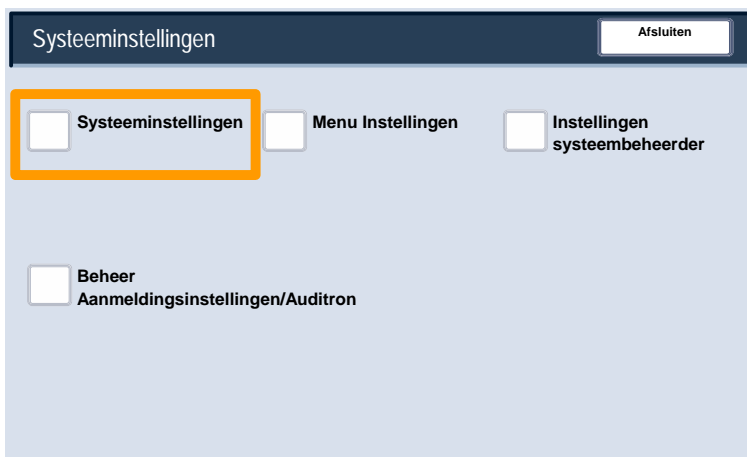 Systeeminstellingen
Afsluiten
Systeeminstellingen
Menu Instellingen
Instellingen
systeembeheerder
Beheer
Aanmeldingsinstellingen/Auditron